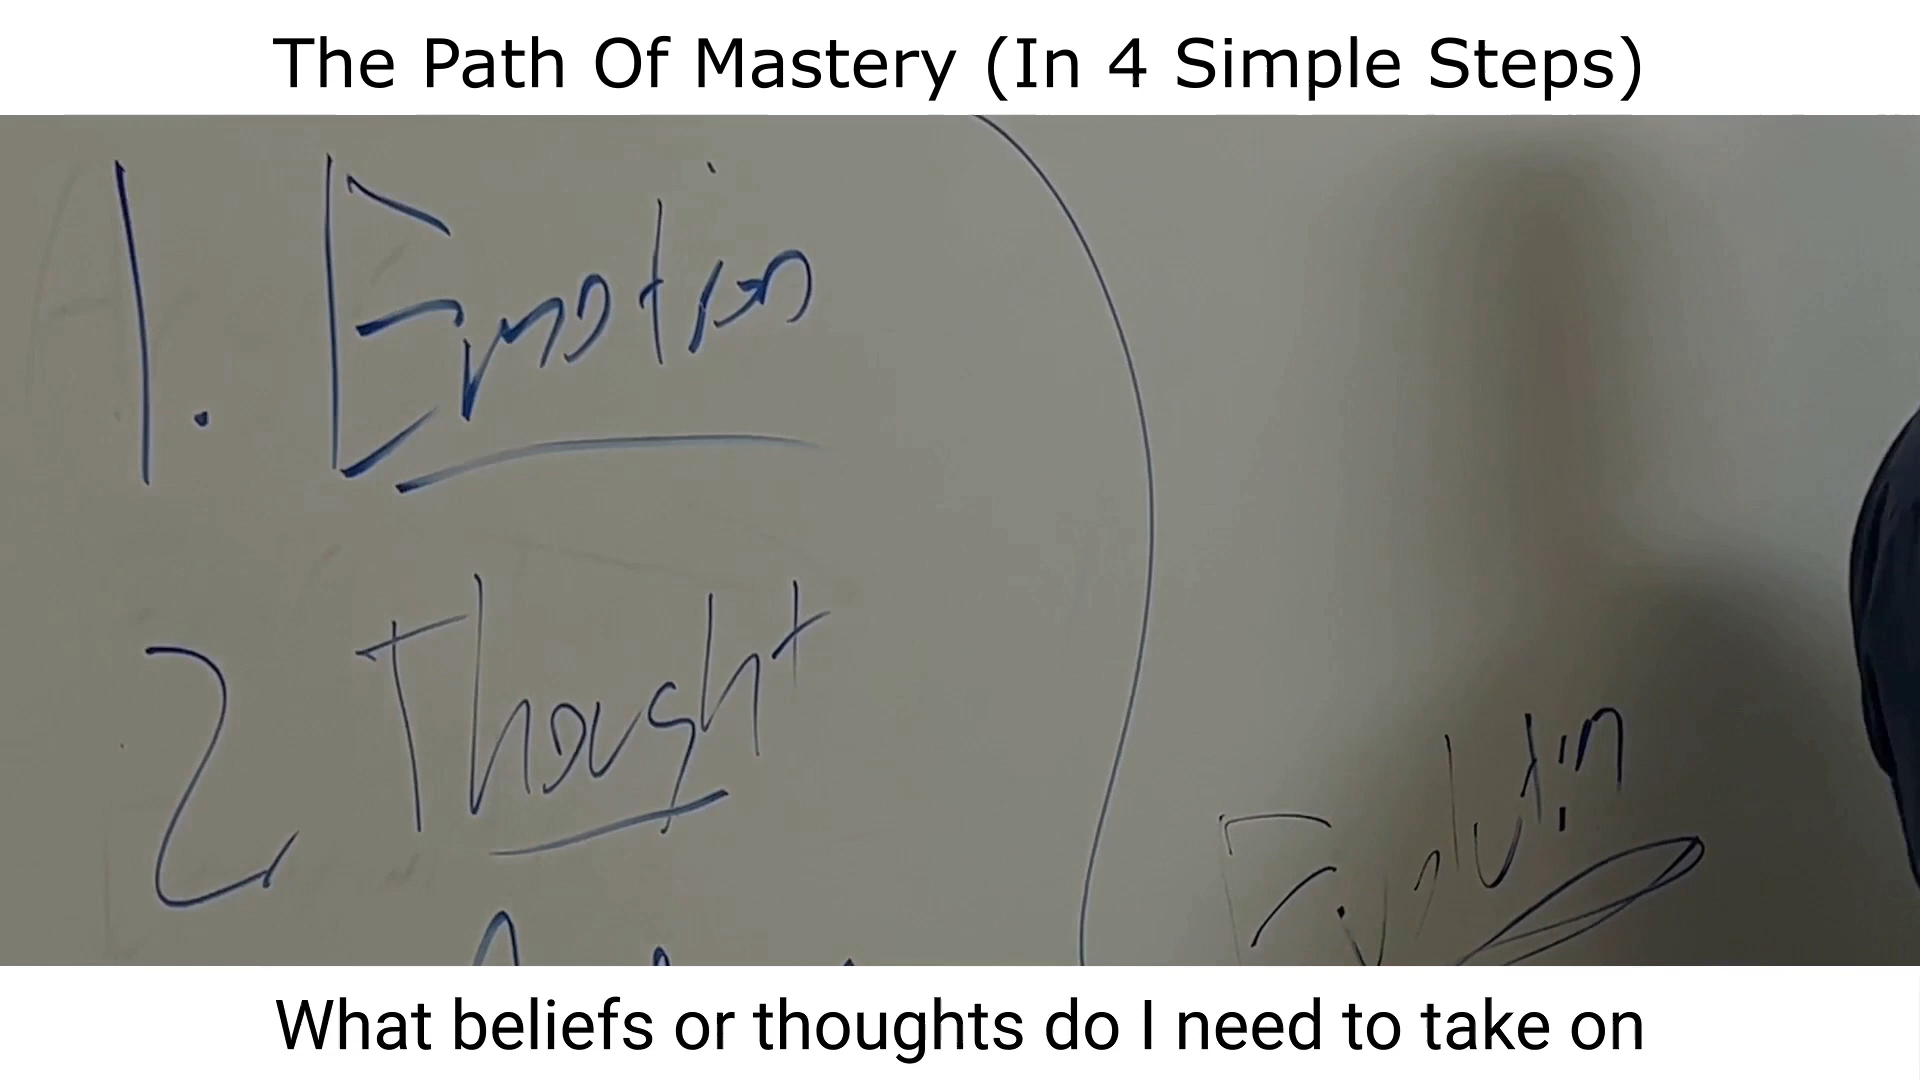 The Path Of Mastery (In 4 Simple Steps)
1. Emotion
2. Thought
Evolution
What beliefs or thoughts do I need to take on